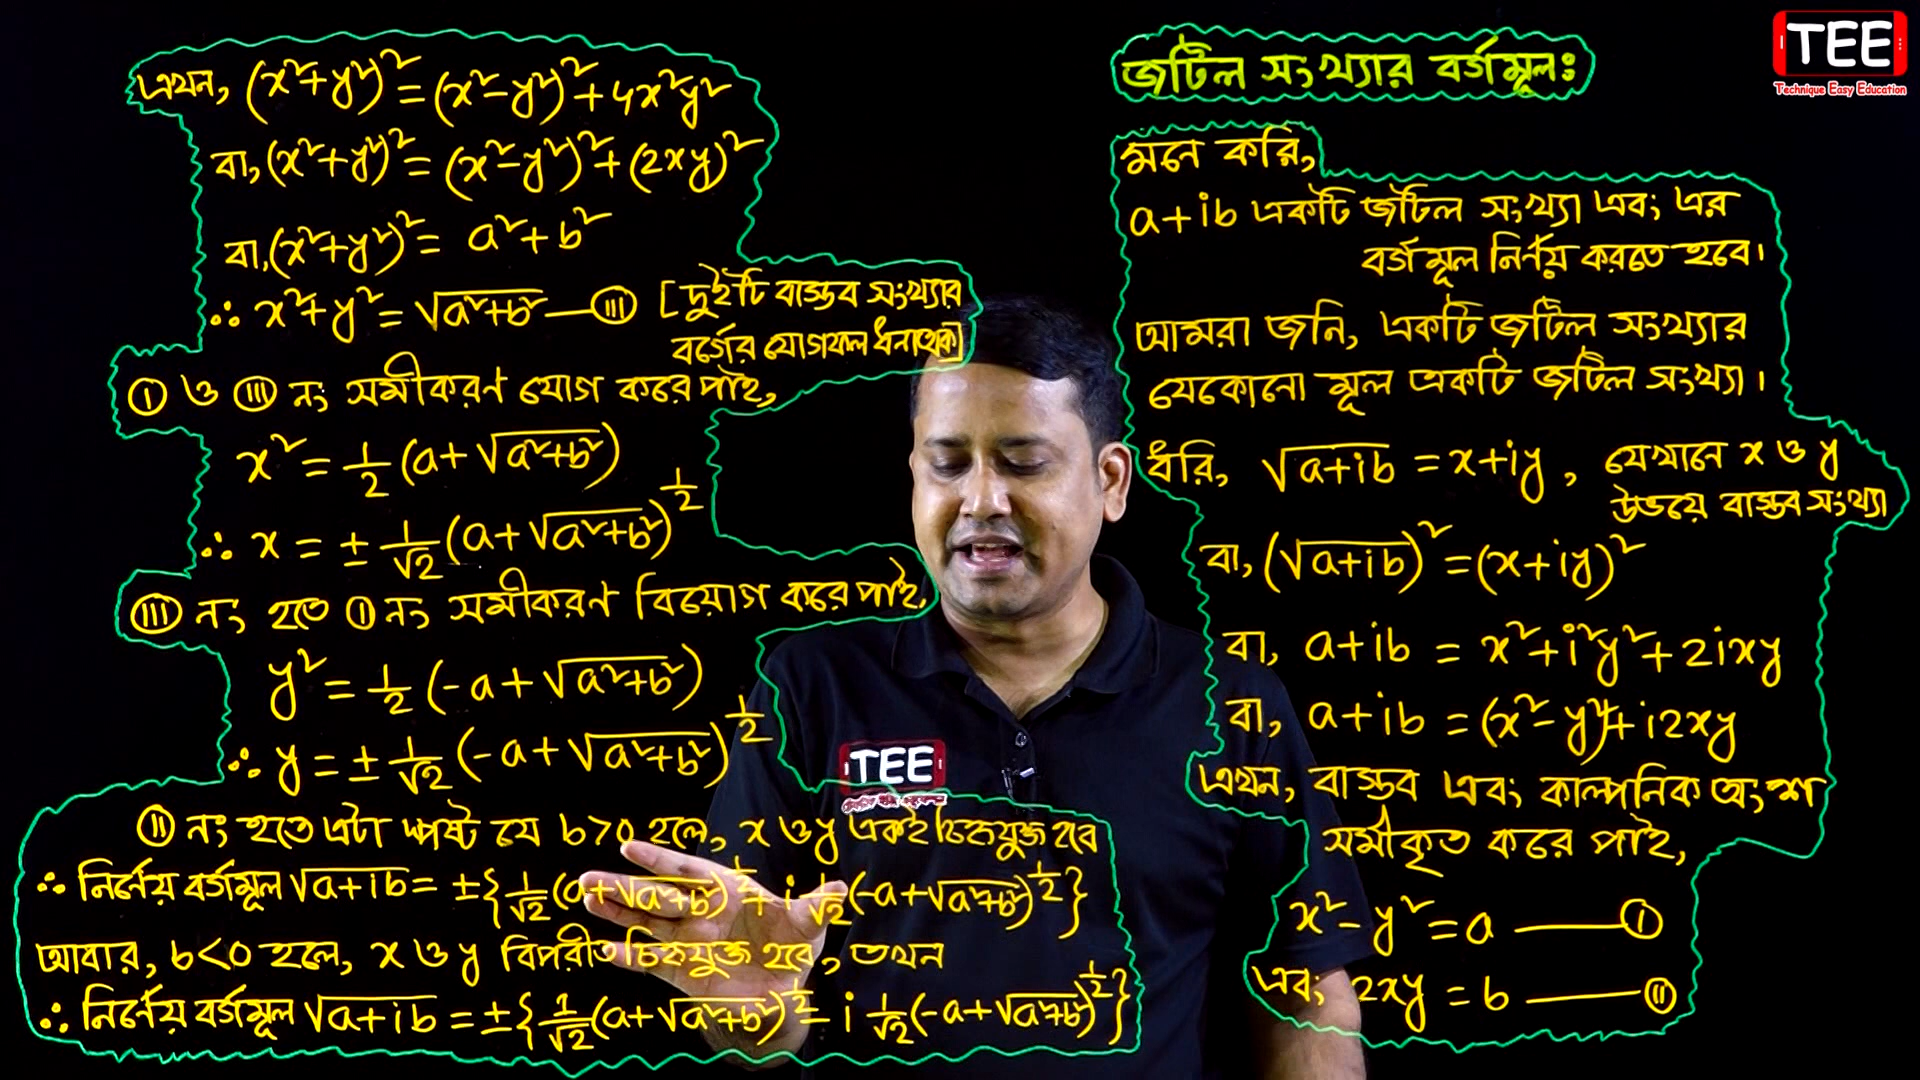 জটিল সংখ্যার বর্গমূলঃ
মনে করি,
a+ib একটি জটিল সংখ্যা এবং এর
বর্গমূল নির্ণয় করতে হবে।
আমরা জনি, একটি জটিল সংখ্যার
যেকোনো মূল একটি জটিল সংখ্যা।
ধরি, √(a+ib) = x+iy, যেখানে x ও y
উভয়ে বাস্তব সংখ্যা
বা, (√(a+ib))² = (x+iy)²
বা, a+ib = x²+i²y²+2ixy
বা, a+ib = (x²-y²)+i2xy
এখন, বাস্তব এবং কাল্পনিক অংশ
সমীকৃত করে পাই,
x²-y² = a — Ⓘ
এবং 2xy = b — Ⓘ︎Ⓘ
এখন, (x²+y²)² = (x²-y²)²+4x²y²
বা, (x²+y²)² = (x²-y²)²+(2xy)²
বা, (x²+y²)² = a²+b²
∴ x²+y² = √(a²+b²) — (III) [দুইটি বাস্তব সংখ্যার
বর্গের যোগফল ধনাত্মক]
(I) ও (III) নং সমীকরণ যোগ করে পাই,
x² = 1/2 (a+√(a²+b²))
∴ x = ± 1/√2 (a+√(a²+b²))^(1/2)
(III) নং হতে (I) নং সমীকরণ বিয়োগ করে পাই,
y² = 1/2 (-a+√(a²+b²))
∴ y = ± 1/√2 (-a+√(a²+b²))^(1/2)
(II) নং হতে এটা স্পষ্ট যে b>0 হলে, x ও y একই চিহ্নযুক্ত হবে
∴ নির্ণেয় বর্গমূল √(a+ib) = ±{1/√2 (a+√(a²+b²))^(1/2) + i 1/√2 (-a+√(a²+b²))^(1/2)}
আবার, b<0 হলে, x ও y বিপরীত চিহ্নযুক্ত হবে, তখন
∴ নির্ণেয় বর্গমূল √(a+ib) = ±{1/√2 (a+√(a²+b²))^(1/2) - i 1/√2 (-a+√(a²+b²))^(1/2)}
TEE
Technique Easy Education
TEE